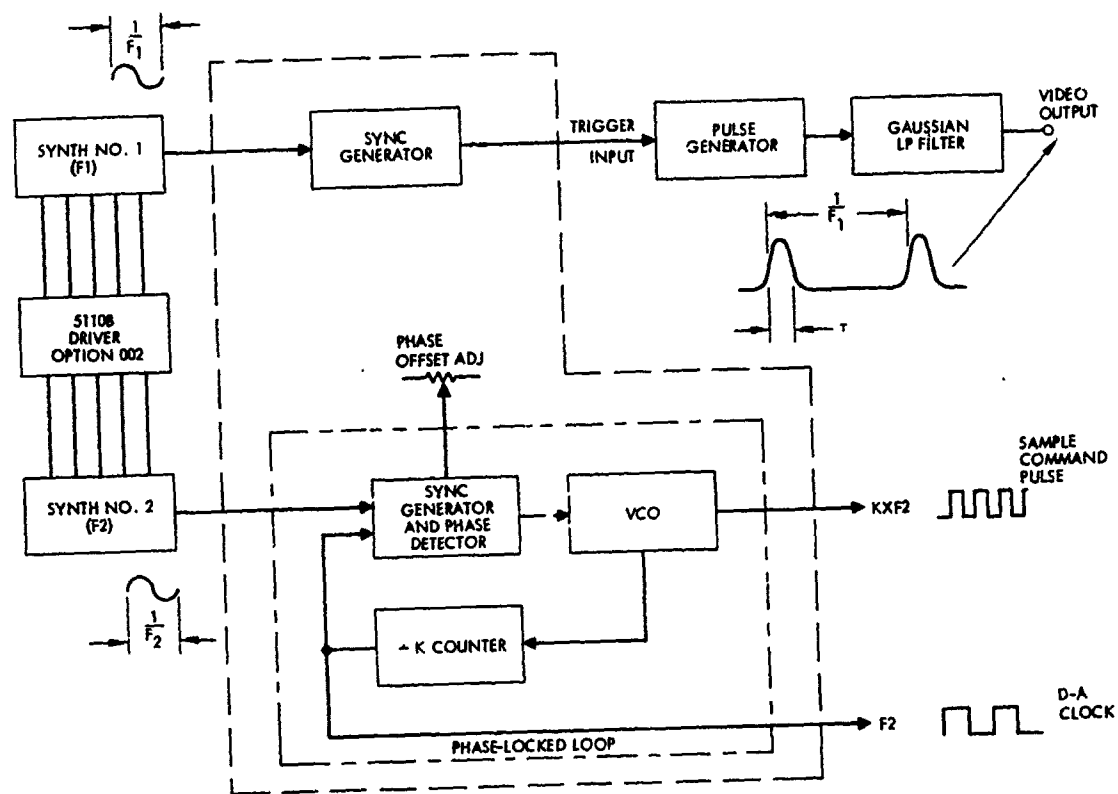 1
F1
SYNTH NO. 1
(F1)
SYNC
GENERATOR
TRIGGER
INPUT
PULSE
GENERATOR
GAUSSIAN
LP FILTER
VIDEO
OUTPUT
1
F1
T
5110B
DRIVER
OPTION 002
PHASE
OFFSET ADJ
SYNTH NO. 2
(F2)
SYNC
GENERATOR
AND PHASE
DETECTOR
VCO
KXF2
SAMPLE
COMMAND
PULSE
1
F2
÷ K COUNTER
F2
D-A
CLOCK
PHASE-LOCKED LOOP